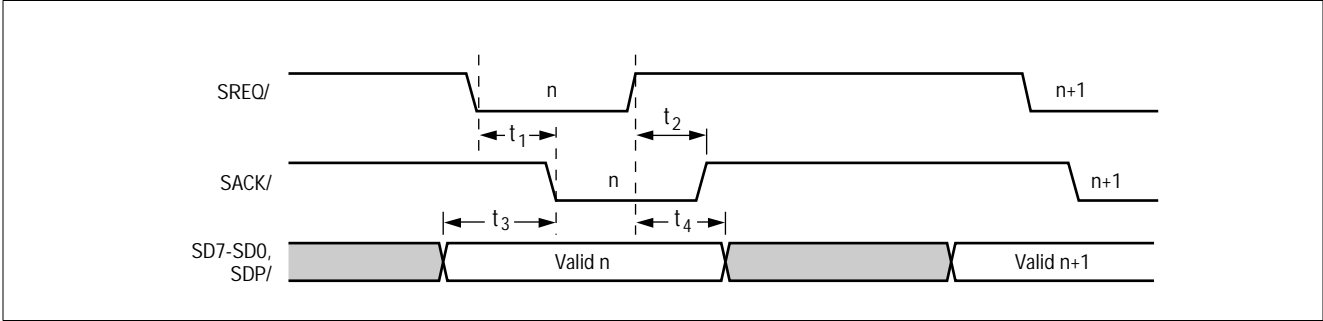 SREQ/ n n+1
t1 t2
SACK/ n n+1
t3 t4
SD7-SD0,
SDP/ Valid n Valid n+1